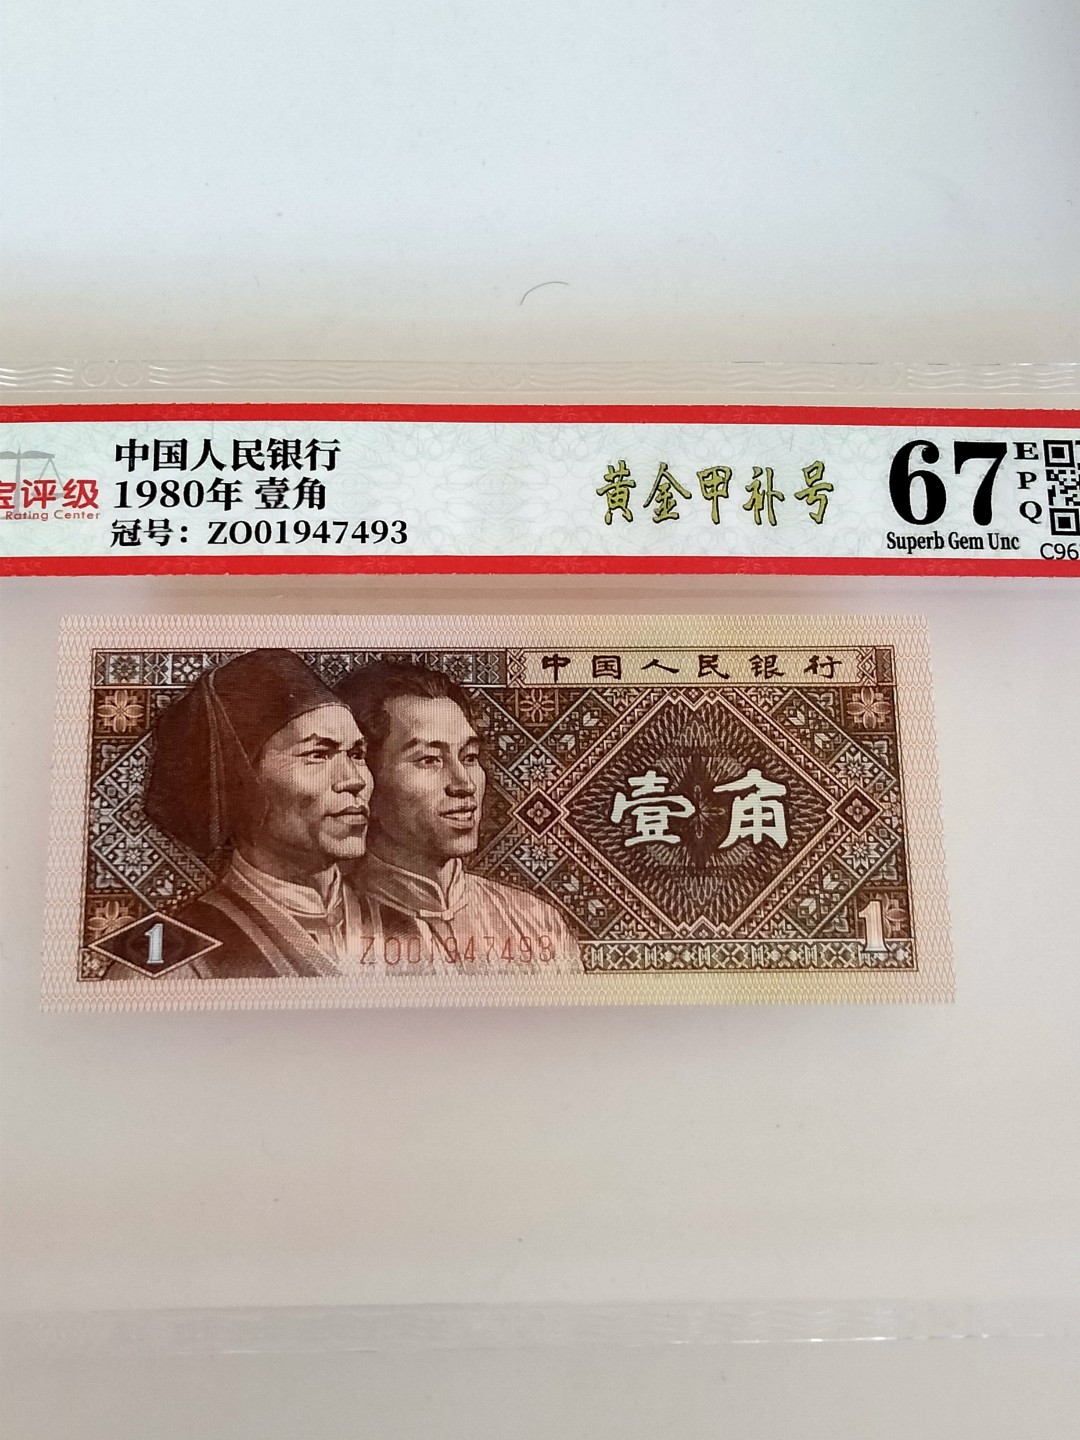 中国人民银行
宝评级 1980年 壹角
Rating Center
冠号：ZO01947493
黄金甲补号
67 EPQ
Superb Gem Unc
C96
中国人民银行
壹角
1
ZO01947493
1